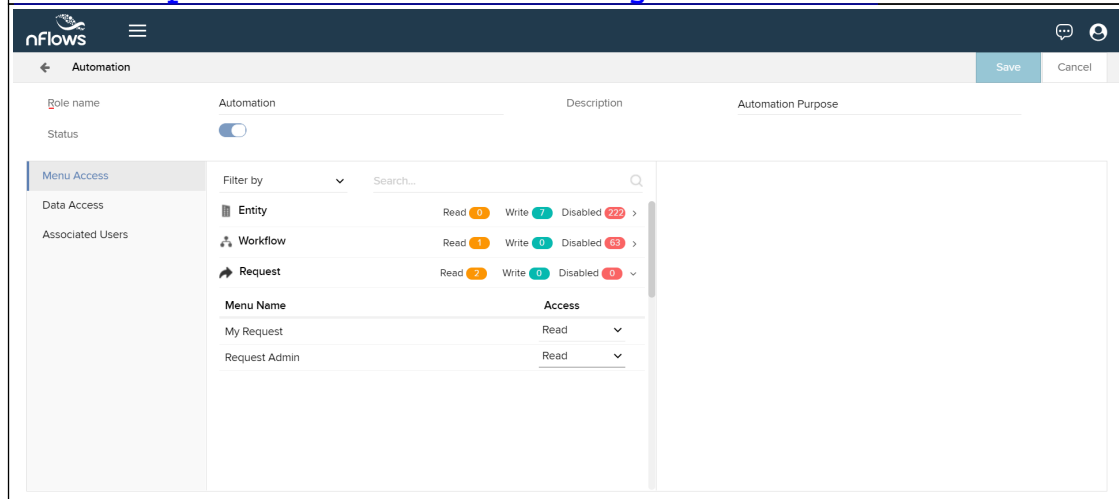 nFlows
Automation
Save
Cancel
Role name
Automation
Description
Automation Purpose
Status
Menu Access
Data Access
Associated Users
Filter by
Search...
Entity
Read 0 Write 7 Disabled 222
Workflow
Read 1 Write 0 Disabled 63
Request
Read 2 Write 0 Disabled 0
Menu Name Access
My Request Read
Request Admin Read